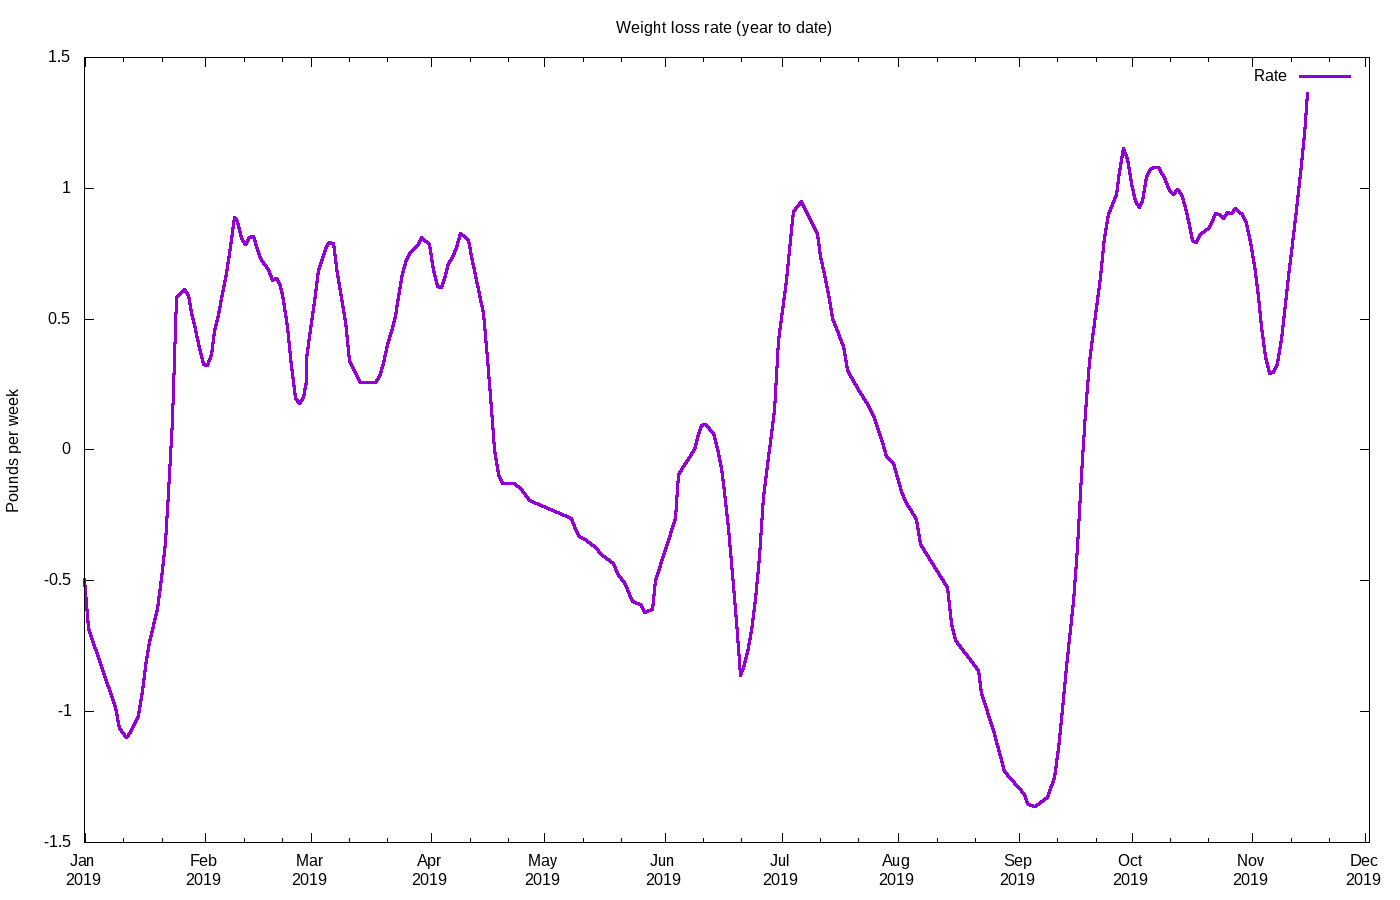 Weight loss rate (year to date)
Rate
1.5
1
0.5
0
-0.5
-1
-1.5
Pounds per week
Jan Feb Mar Apr May Jun Jul Aug Sep Oct Nov Dec
2019 2019 2019 2019 2019 2019 2019 2019 2019 2019 2019 2019